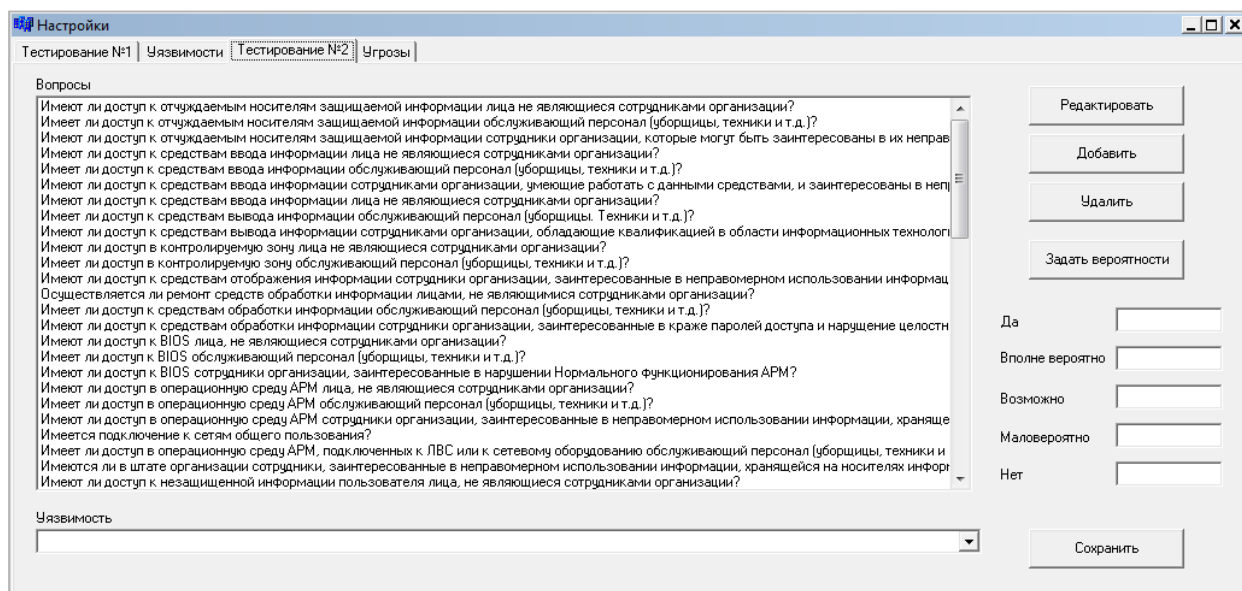 Настройки
Тестирование №1 Уязвимости Тестирование №2 Угрозы
Вопросы
Имеют ли доступ к отчуждаемым носителям защищаемой информации лица не являющиеся сотрудниками организации?
Имеет ли доступ к отчуждаемым носителям защищаемой информации обслуживающий персонал (уборщицы, техники и т.д.)?
Имеют ли доступ к отчуждаемым носителям защищаемой информации сотрудники организации, которые могут быть заинтересованы в их неправ
Имеют ли доступ к средствам ввода информации лица не являющиеся сотрудниками организации?
Имеет ли доступ к средствам ввода информации обслуживающий персонал (уборщицы, техники и т.д.)?
Имеют ли доступ к средствам ввода информации сотрудниками организации, умеющие работать с данными средствами, и заинтересованы в неп
Имеют ли доступ к средствам ввода информации лица не являющиеся сотрудниками организации?
Имеет ли доступ к средствам вывода информации обслуживающий персонал (уборщицы. Техники и т.д.)?
Имеют ли доступ к средствам вывода информации сотрудниками организации, обладающие квалификацией в области информационных технолог
Имеют ли доступ в контролируемую зону лица не являющиеся сотрудниками организации?
Имеет ли доступ в контролируемую зону обслуживающий персонал (уборщицы, техники и т.д.)?
Имеют ли доступ к средствам отображения информации сотрудники организации, заинтересованные в неправомерном использовании информац
Осуществляется ли ремонт средств обработки информации лицами, не являющимися сотрудниками организации?
Имеет ли доступ к средствам обработки информации обслуживающий персонал (уборщицы, техники и т.д.)?
Имеют ли доступ к средствам обработки информации сотрудники организации, заинтересованные в краже паролей доступа и нарушение целостн
Имеют ли доступ к BIOS лица, не являющиеся сотрудниками организации?
Имеет ли доступ к BIOS обслуживающий персонал (уборщицы, техники и т.д.)?
Имеют ли доступ к BIOS сотрудники организации, заинтересованные в нарушении Нормального функционирования АРМ?
Имеют ли доступ в операционную среду АРМ лица, не являющиеся сотрудниками организации?
Имеет ли доступ в операционную среду АРМ обслуживающий персонал (уборщицы, техники и т.д.)?
Имеют ли доступ в операционную среду АРМ сотрудники организации, заинтересованные в неправомерном использовании информации, храняще
Имеется подключение к сетям общего пользования?
Имеет ли доступ в операционную среду АРМ, подключенных к ЛВС или к сетевому оборудованию обслуживающий персонал (уборщицы, техники и
Имеются ли в штате организации сотрудники, заинтересованные в неправомерном использовании информации, хранящейся на носителях инфор
Имеют ли доступ к незащищенной информации пользователя лица, не являющиеся сотрудниками организации?
Редактировать
Добавить
Удалить
Задать вероятности
Да
Вполне вероятно
Возможно
Маловероятно
Нет
Уязвимость
Сохранить